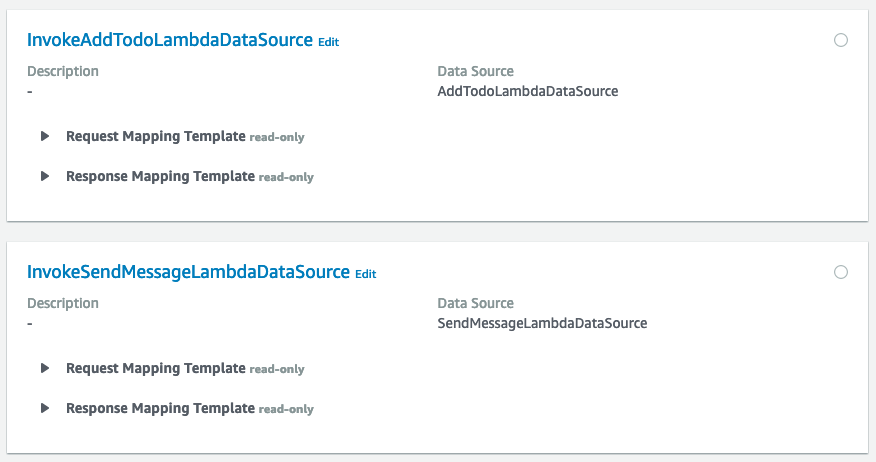 InvokeAddTodoLambdaDataSource Edit
Description
Data Source
-
AddTodoLambdaDataSource
Request Mapping Template read-only
Response Mapping Template read-only
InvokeSendMessageLambdaDataSource Edit
Description
Data Source
-
SendMessageLambdaDataSource
Request Mapping Template read-only
Response Mapping Template read-only